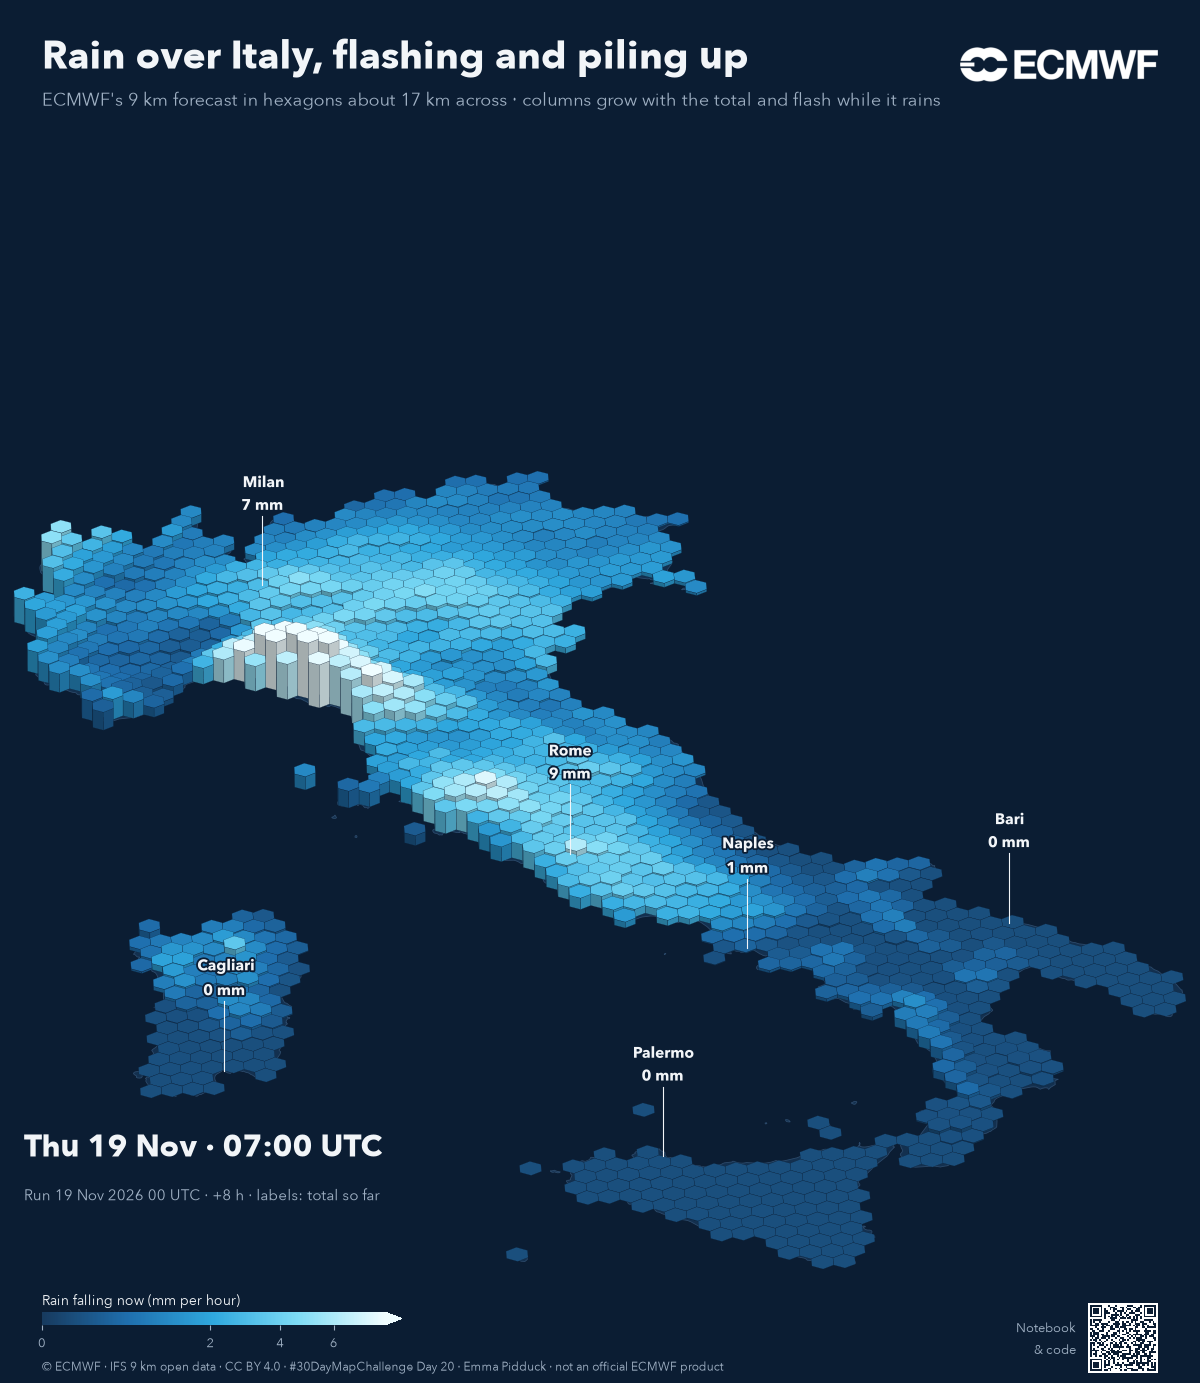 Rain over Italy, flashing and piling up
ECMWF
ECMWF's 9 km forecast in hexagons about 17 km across · columns grow with the total and flash while it rains
Milan
7 mm
Rome
9 mm
Naples
1 mm
Bari
0 mm
Cagliari
0 mm
Palermo
0 mm
Thu 19 Nov · 07:00 UTC
Run 19 Nov 2026 00 UTC · +8 h · labels: total so far
Rain falling now (mm per hour)
0 2 4 6
Notebook
& code
© ECMWF · IFS 9 km open data · CC BY 4.0 · #30DayMapChallenge Day 20 · Emma Pidduck · not an official ECMWF product